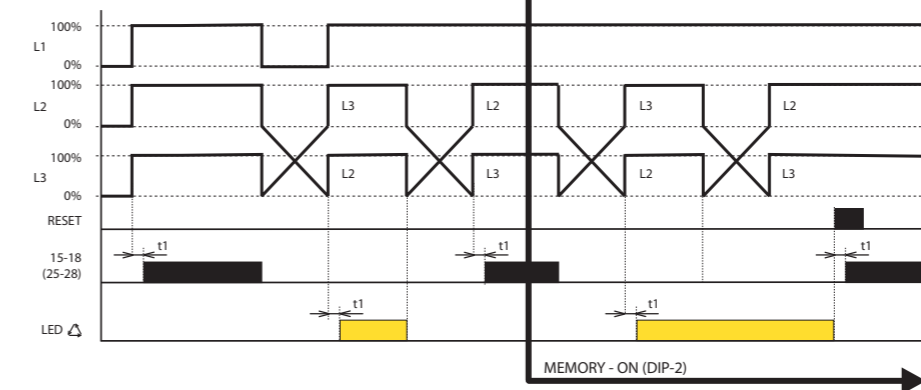 100%
L1
0%
100%
L2
0%
L3
L2
L3
L2
100%
L3
0%
L2
L3
L2
L3
RESET
15-18
(25-28)
t1
t1
t1
LED
t1
t1
MEMORY - ON (DIP-2)